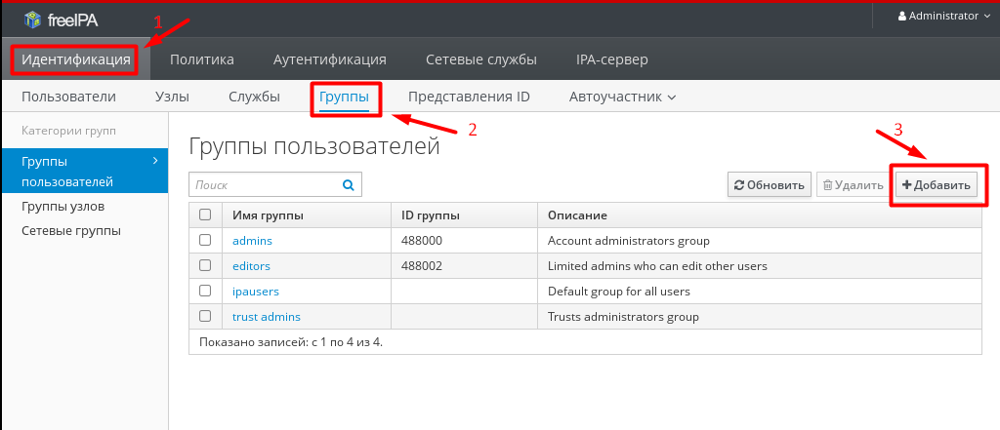 freeIPA
1
Administrator
Идентификация Политика Аутентификация Сетевые службы IPA-сервер
Пользователи Узлы Службы Группы Представления ID Автоучастник
2
3
Категории групп
Группы
пользователей
Группы узлов
Сетевые группы
Группы пользователей
Поиск Обновить Удалить Добавить
Имя группы ID группы Описание
admins 488000 Account administrators group
editors 488002 Limited admins who can edit other users
ipausers Default group for all users
trust admins Trusts administrators group
Показано записей: с 1 по 4 из 4.